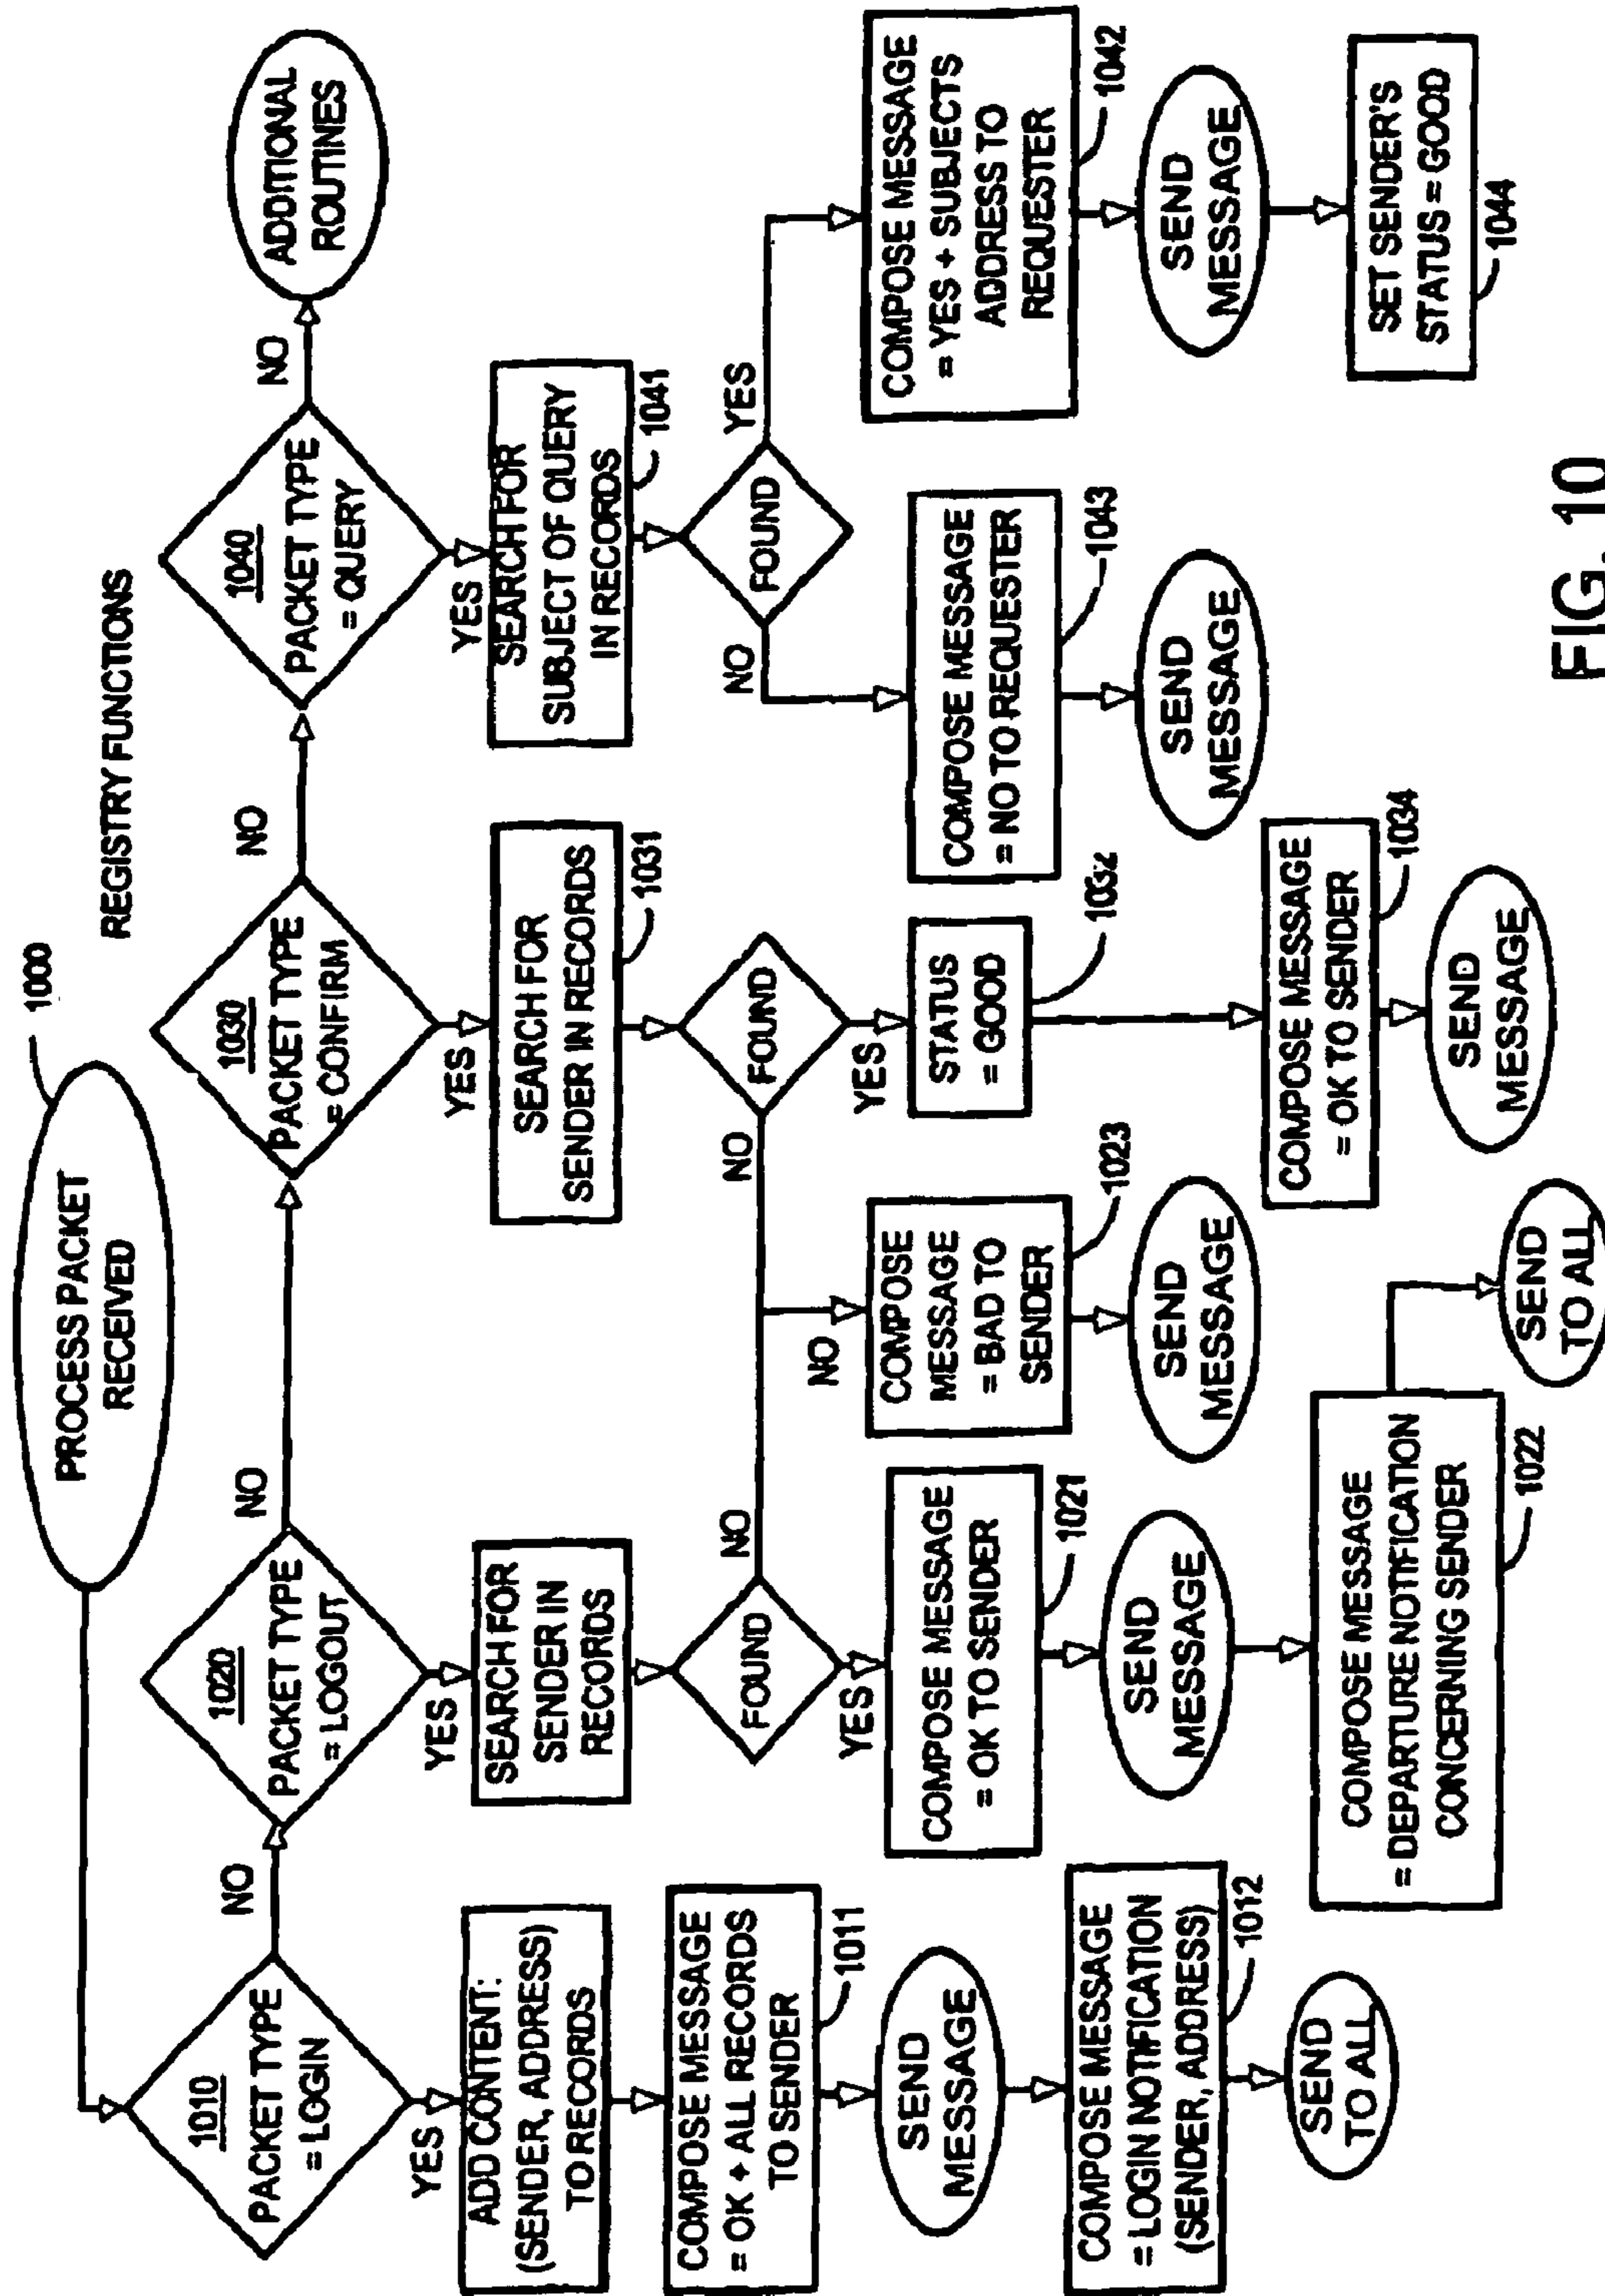 1000
PROCESS PACKET
RECEIVED
REGISTRY FUNCTIONS
1010
PACKET TYPE
= LOGIN
NO
YES
ADD CONTENT:
(SENDER, ADDRESS)
TO RECORDS
COMPOSE MESSAGE
= OK + ALL RECORDS
TO SENDER
1011
SEND
MESSAGE
COMPOSE MESSAGE
= LOGIN NOTIFICATION
(SENDER, ADDRESS)
1012
SEND
TO ALL
1020
PACKET TYPE
= LOGOUT
NO
YES
SEARCH FOR
SENDER IN
RECORDS
FOUND
NO
YES
COMPOSE MESSAGE
= OK TO SENDER
1021
SEND
MESSAGE
COMPOSE MESSAGE
= DEPARTURE NOTIFICATION
CONCERNING SENDER
1022
SEND
TO ALL
NO
COMPOSE
MESSAGE
= BAD TO
SENDER
1023
SEND
MESSAGE
1030
PACKET TYPE
= CONFIRM
NO
YES
SEARCH FOR
SENDER IN RECORDS
1031
FOUND
NO
YES
STATUS
= GOOD
1032
COMPOSE MESSAGE
= OK TO SENDER
1034
SEND
MESSAGE
1040
PACKET TYPE
= QUERY
NO
ADDITIONAL
ROUTINES
YES
SEARCH FOR
SUBJECT OF QUERY
IN RECORDS
1041
FOUND
NO
COMPOSE MESSAGE
= NO TO REQUESTER
1043
SEND
MESSAGE
YES
COMPOSE MESSAGE
= YES + SUBJECTS
ADDRESS TO
REQUESTER
1042
SEND
MESSAGE
SET SENDER'S
STATUS = GOOD
1044
FIG. 10